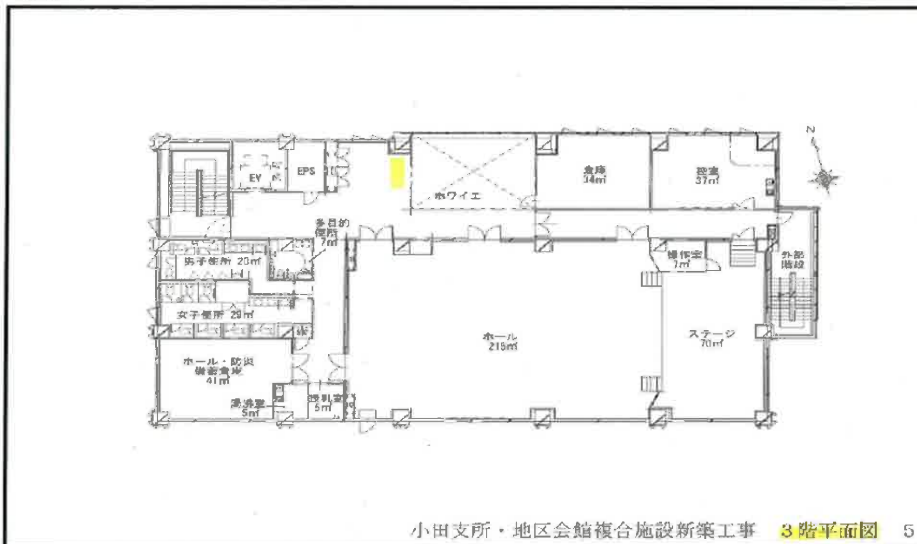 N
EV
EPS
ホワイエ
倉庫
34㎡
控室
37㎡
多目的
便所
7㎡
男子便所 23㎡
操作室
7㎡
外部
階段
女子便所 29㎡
ホール
218㎡
ステージ
70㎡
ホール・防災
備蓄倉庫
41㎡
湯沸室
5㎡
授乳室
5㎡
小田支所・地区会館複合施設新築工事 3階平面図 5